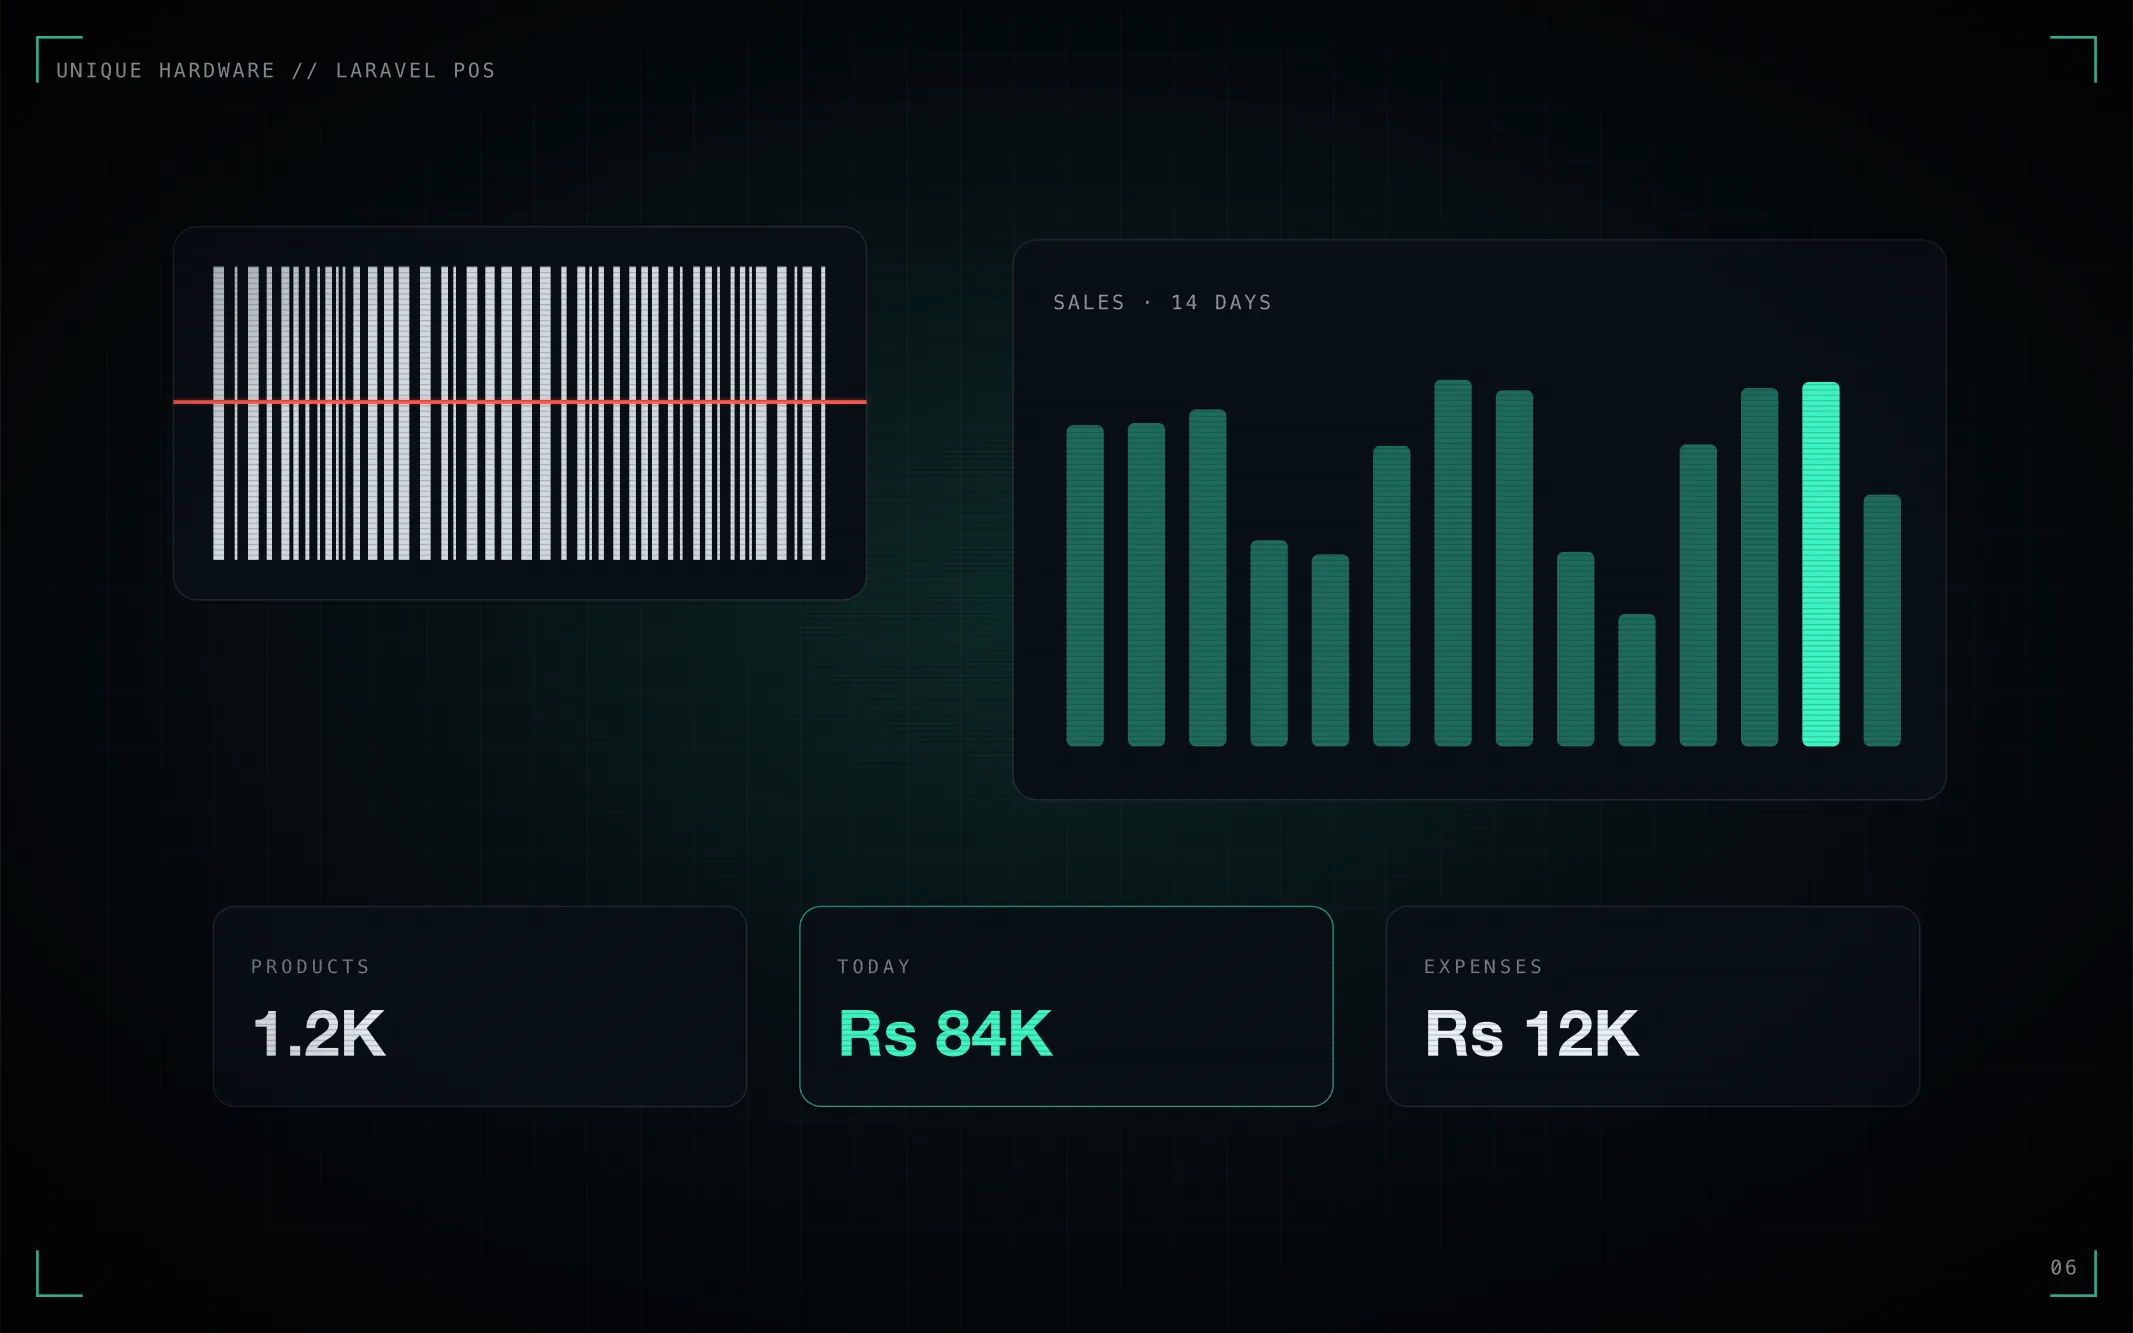 UNIQUE HARDWARE // LARAVEL POS
SALES · 14 DAYS
PRODUCTS
1.2K
TODAY
Rs 84K
EXPENSES
Rs 12K
06